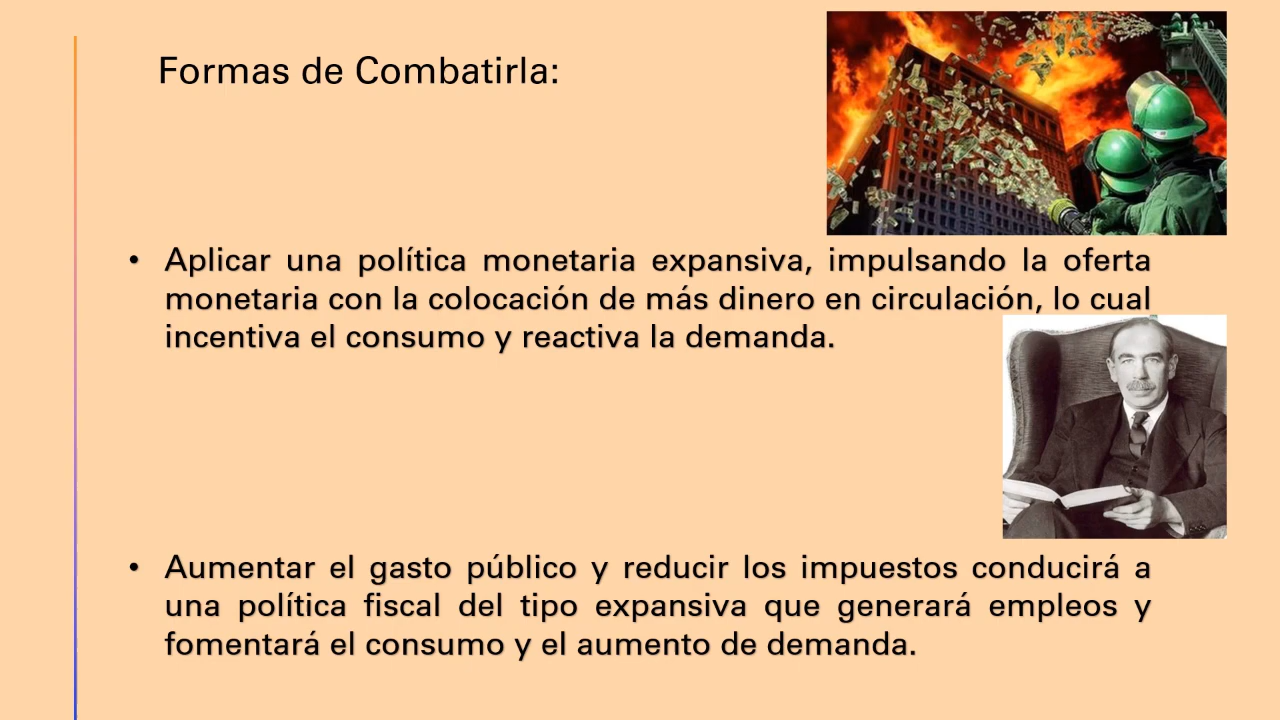 Formas de Combatirla:
• Aplicar una política monetaria expansiva, impulsando la oferta
monetaria con la colocación de más dinero en circulación, lo cual
incentiva el consumo y reactiva la demanda.
• Aumentar el gasto público y reducir los impuestos conducirá a
una política fiscal del tipo expansiva que generará empleos y
fomentará el consumo y el aumento de demanda.